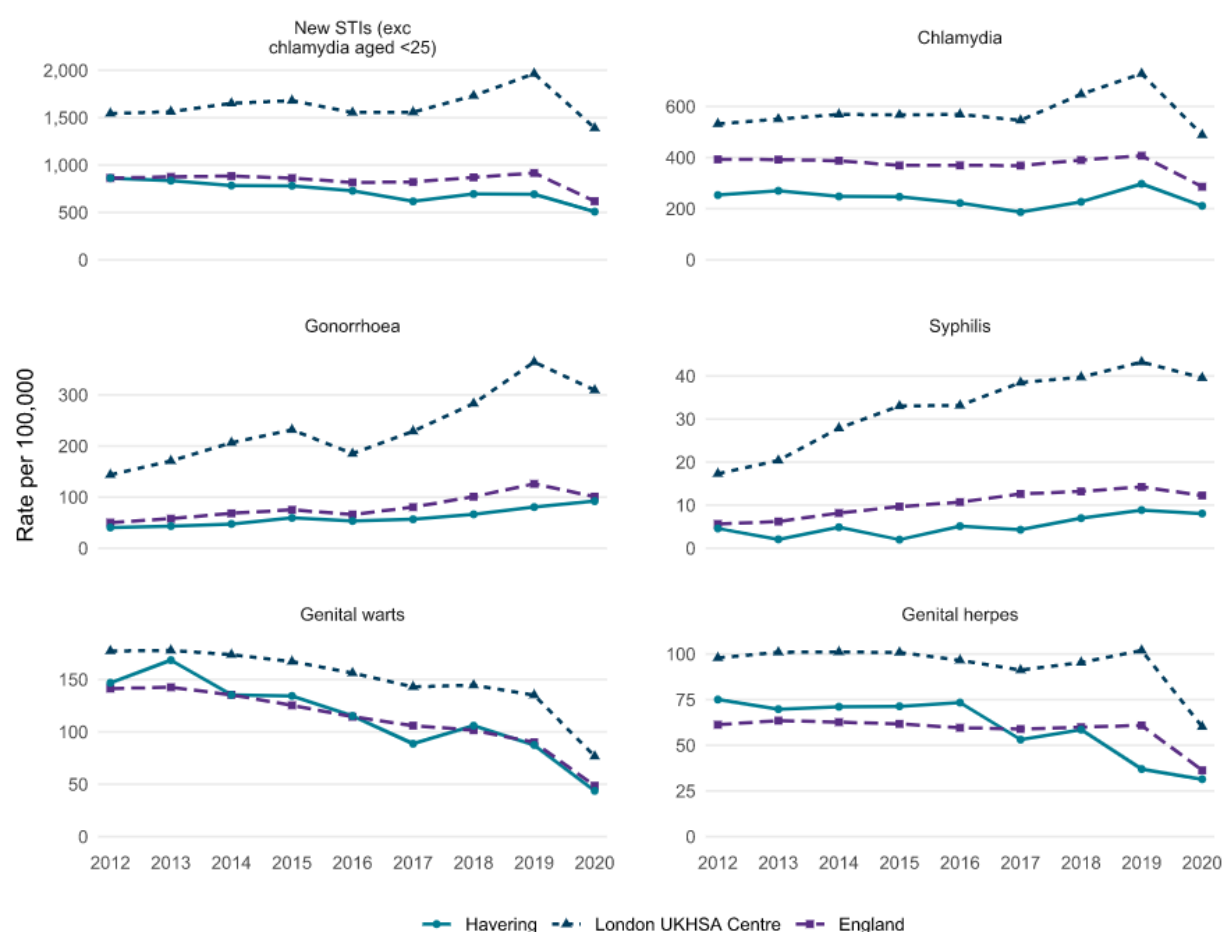 New STIs (exc
chlamydia aged <25)
Chlamydia
2,000
1,500
1,000
500
0
600
400
200
0
Gonorrhoea
Syphilis
300
200
100
0
40
30
20
10
0
Rate per 100,000
Genital warts
Genital herpes
150
100
50
0
100
75
50
25
0
2012 2013 2014 2015 2016 2017 2018 2019 2020
2012 2013 2014 2015 2016 2017 2018 2019 2020
Havering London UKHSA Centre England